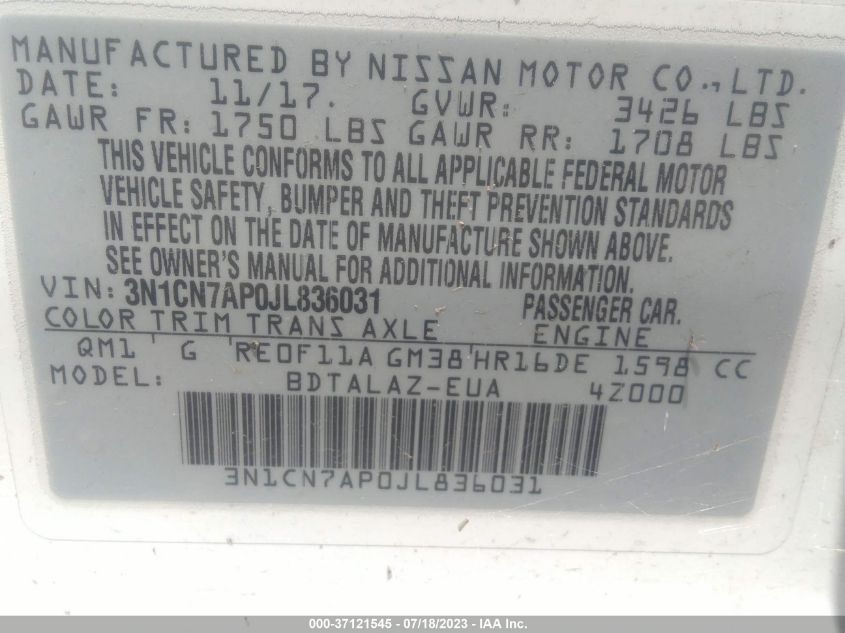 MANUFACTURED BY NISSAN MOTOR CO., LTD.
DATE: 11/17. GVWR: 3426 LBS
GAWR FR: 1750 LBS GAWR RR: 1708 LBS
THIS VEHICLE CONFORMS TO ALL APPLICABLE FEDERAL MOTOR
VEHICLE SAFETY, BUMPER AND THEFT PREVENTION STANDARDS
IN EFFECT ON THE DATE OF MANUFACTURE SHOWN ABOVE.
SEE OWNER'S MANUAL FOR ADDITIONAL INFORMATION.
VIN: 3N1CN7AP0JL836031 PASSENGER CAR.
COLOR TRIM TRANS AXLE ENGINE
QM1 G RE0F11A GM38 HR16DE 1598 CC
MODEL: BDTALAZ-EUA 4Z000
3N1CN7AP0JL836031
000-37121545 - 07/18/2023 - IAA Inc.